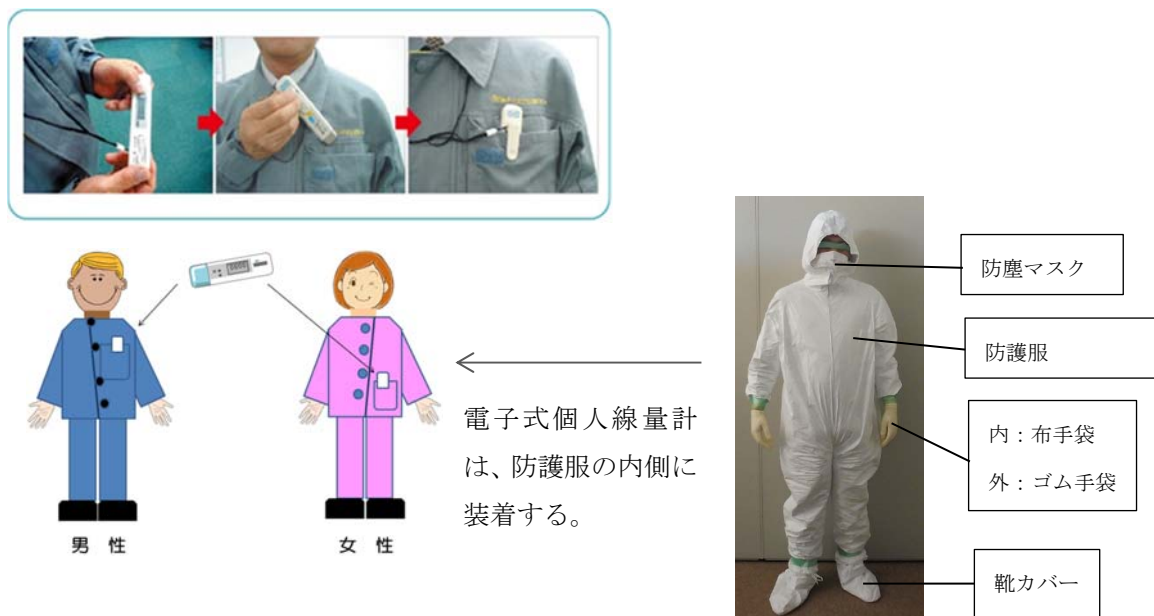 防塵マスク
防護服
電子式個人線量計
は、防護服の内側に
装着する。
内：布手袋
外：ゴム手袋
靴カバー
男 性
女 性